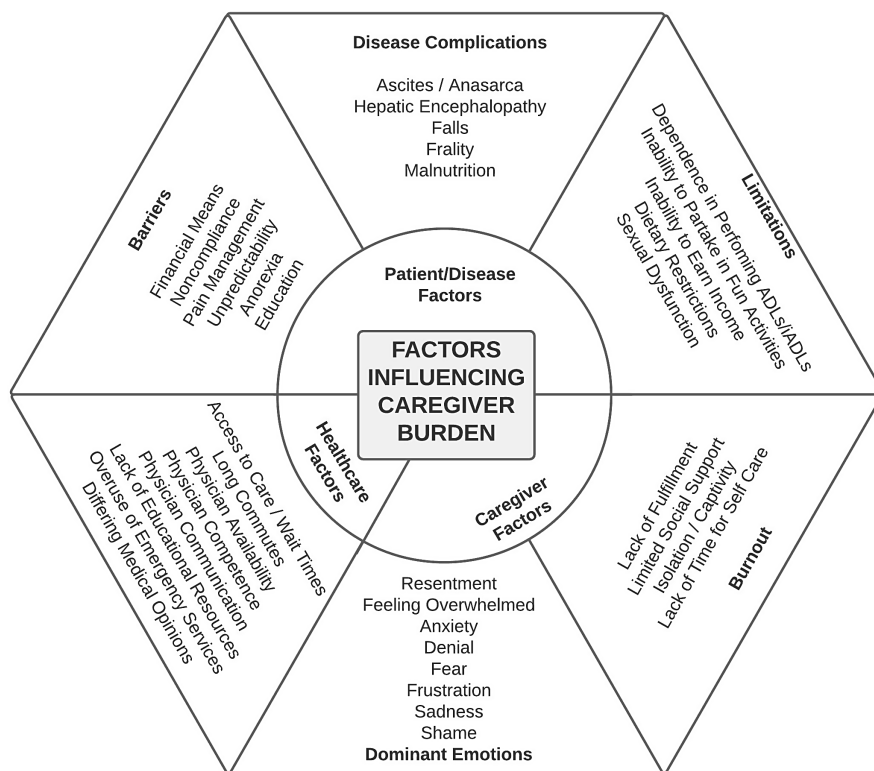 Disease Complications
Ascites / Anasarca
Hepatic Encephalopathy
Falls
Frality
Malnutrition
Barriers
Financial Means
Noncompliance
Pain Management
Unpredictability
Anorexia
Education
Limitations
Dependence in Perfoming ADLs/iADLs
Inability to Partake in Fun Activities
Inability to Earn Income
Dietary Restrictions
Sexual Dysfunction
Patient/Disease
Factors
FACTORS
INFLUENCING
CAREGIVER
BURDEN
Healthcare
Factors
Caregiver
Factors
Access to Care / Wait Times
Long Commutes
Physician Availability
Physician Competence
Physician Communication
Lack of Educational Resources
Overuse of Emergency Services
Differing Medical Opinions
Lack of Fulfillment
Limited Social Support
Isolation / Captivity
Lack of Time for Self Care
Burnout
Resentment
Feeling Overwhelmed
Anxiety
Denial
Fear
Frustration
Sadness
Shame
Dominant Emotions